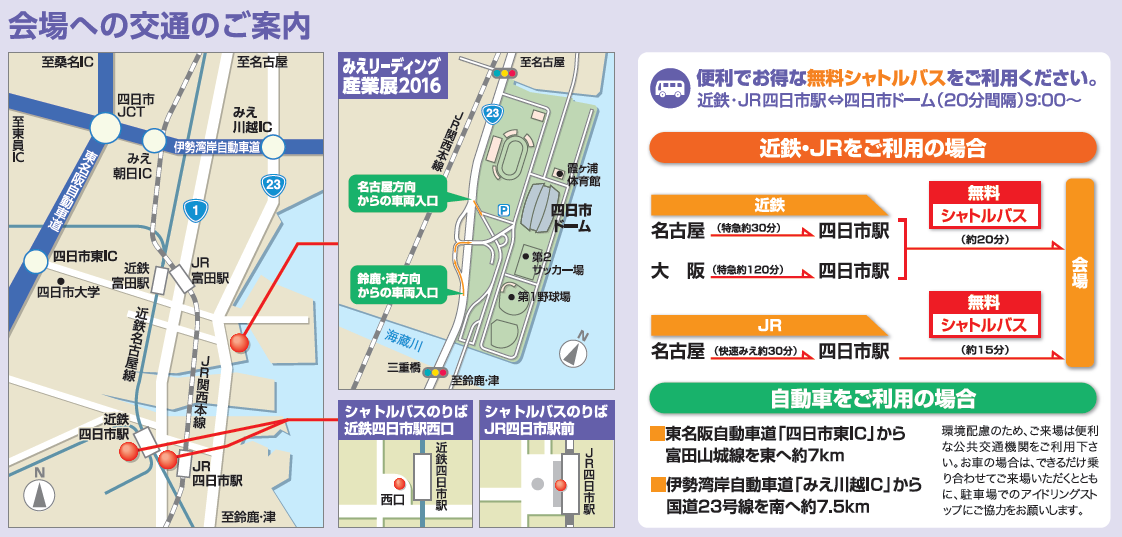 会場への交通のご案内
至桑名IC
至名古屋
四日市
JCT
みえ
川越IC
至東員IC
伊勢湾岸自動車道
みえ
朝日IC
東名阪自動車道
23
1
四日市東IC
四日市大学
近鉄
富田駅
JR
富田駅
近鉄名古屋線
JR関西本線
近鉄
四日市駅
JR
四日市駅
N
至鈴鹿・津
みえリーディング
産業展2016
至名古屋
23
JR関西本線
霞ヶ浦
体育館
名古屋方向
からの車両入口
P
四日市
ドーム
第2
サッカー場
鈴鹿・津方向
からの車両入口
第1野球場
海蔵川
N
三重橋
至鈴鹿・津
シャトルバスのりば
近鉄四日市駅西口
近鉄四日市駅
西口
シャトルバスのりば
JR四日市駅前
JR四日市駅
便利でお得な無料シャトルバスをご利用ください。
近鉄・JR四日市駅⇔四日市ドーム(20分間隔)9:00〜
近鉄・JRをご利用の場合
近鉄
名古屋 (特急約30分) 四日市駅
大 阪 (特急約120分) 四日市駅
無料
シャトルバス
(約20分)
JR
名古屋 (快速みえ約30分) 四日市駅
無料
シャトルバス
(約15分)
会場
自動車をご利用の場合
東名阪自動車道「四日市東IC」から
富田山城線を東へ約7km
伊勢湾岸自動車道「みえ川越IC」から
国道23号線を南へ約7.5km
環境配慮のため、ご来場は便利
な公共交通機関をご利用下さ
い。お車の場合は、できるだけ乗
り合わせてご来場いただくととも
に、駐車場でのアイドリングスト
ップにご協力をお願いします。